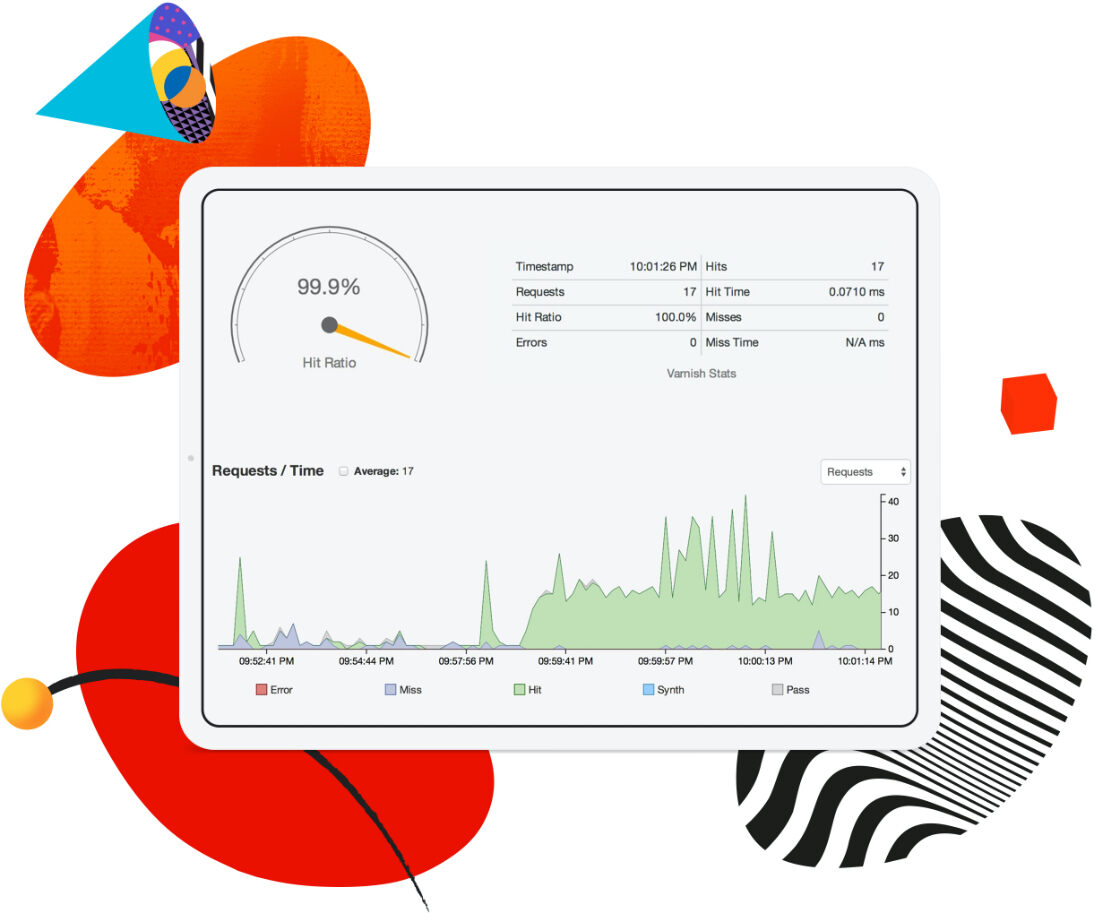 99.9%
Hit Ratio
Timestamp 10:01:26 PM Hits 17
Requests 17 Hit Time 0.0710 ms
Hit Ratio 100.0% Misses 0
Errors 0 Miss Time N/A ms
Varnish Stats
Requests / Time Average: 17 Requests
40
30
20
10
0
09:52:41 PM 09:54:44 PM 09:57:56 PM 09:59:41 PM 09:59:57 PM 10:00:13 PM 10:01:14 PM
Error Miss Hit Synth Pass